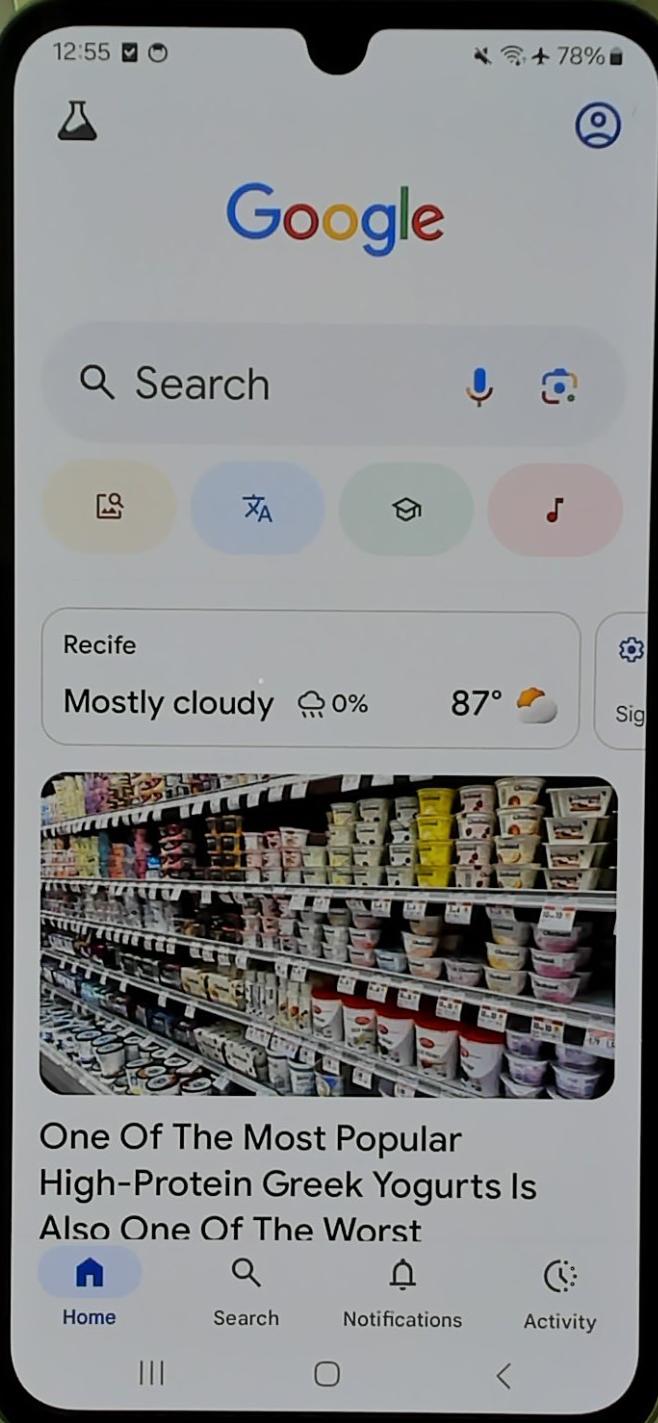 12:55
78%
Google
Search
Recife
Mostly cloudy 0% 87°
Sig
One Of The Most Popular
High-Protein Greek Yogurts Is
Also One Of The Worst
Home Search Notifications Activity